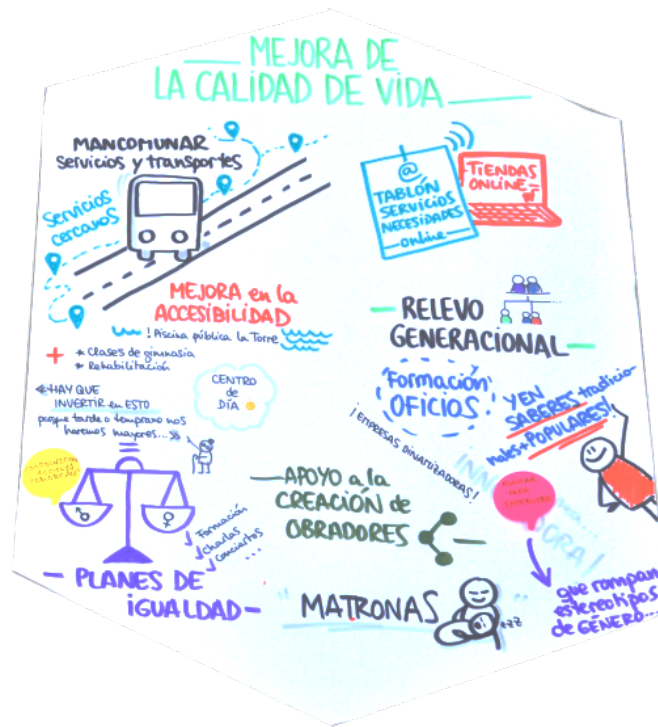 MEJORA DE
LA CALIDAD DE VIDA
MANCOMUNAR
servicios y transportes
Servicios
cercanos
@
TABLÓN
SERVICIOS
NECESIDADES
online
TIENDAS
ONLINE
MEJORA en la
ACCESIBILIDAD
! Piscina pública la Torre
+ * Clases de gimnasia
* Rehabilitación
HAY QUE
INVERTIR en ESTO
porque tarde o temprano nos
haremos mayores...
CENTRO
de
DÍA
RELEVO
GENERACIONAL
Formación
OFICIOS
Y EN
SABERES tradicio-
nales + POPULARES!
¡EMPRESAS DINAMIZADORAS!
APOYO a la
CREACIÓN de
OBRADORES
Formación
charlas
conciertos
...
PLANES DE
IGUALDAD
"MATRONAS"
zzz
que rompan
estereotipos
de GÉNERO...